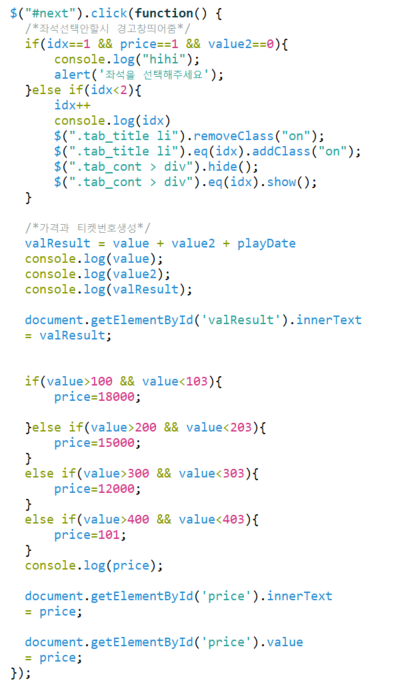 $("#next").click(function() {
/*좌석선택안할시 경고창띄어줌*/
if(idx==1 && price==1 && value2==0){
console.log("hihi");
alert('좌석을 선택해주세요');
}else if(idx<2){
idx++
console.log(idx)
$(".tab_title li").removeClass("on");
$(".tab_title li").eq(idx).addClass("on");
$(".tab_cont > div").hide();
$(".tab_cont > div").eq(idx).show();
}
/*가격과 티켓번호생성*/
valResult = value + value2 + playDate
console.log(value);
console.log(value2);
console.log(valResult);
document.getElementById('valResult').innerText
= valResult;
if(value>100 && value<103){
price=18000;
}else if(value>200 && value<203){
price=15000;
}
else if(value>300 && value<303){
price=12000;
}
else if(value>400 && value<403){
price=101;
}
console.log(price);
document.getElementById('price').innerText
= price;
document.getElementById('price').value
= price;
});